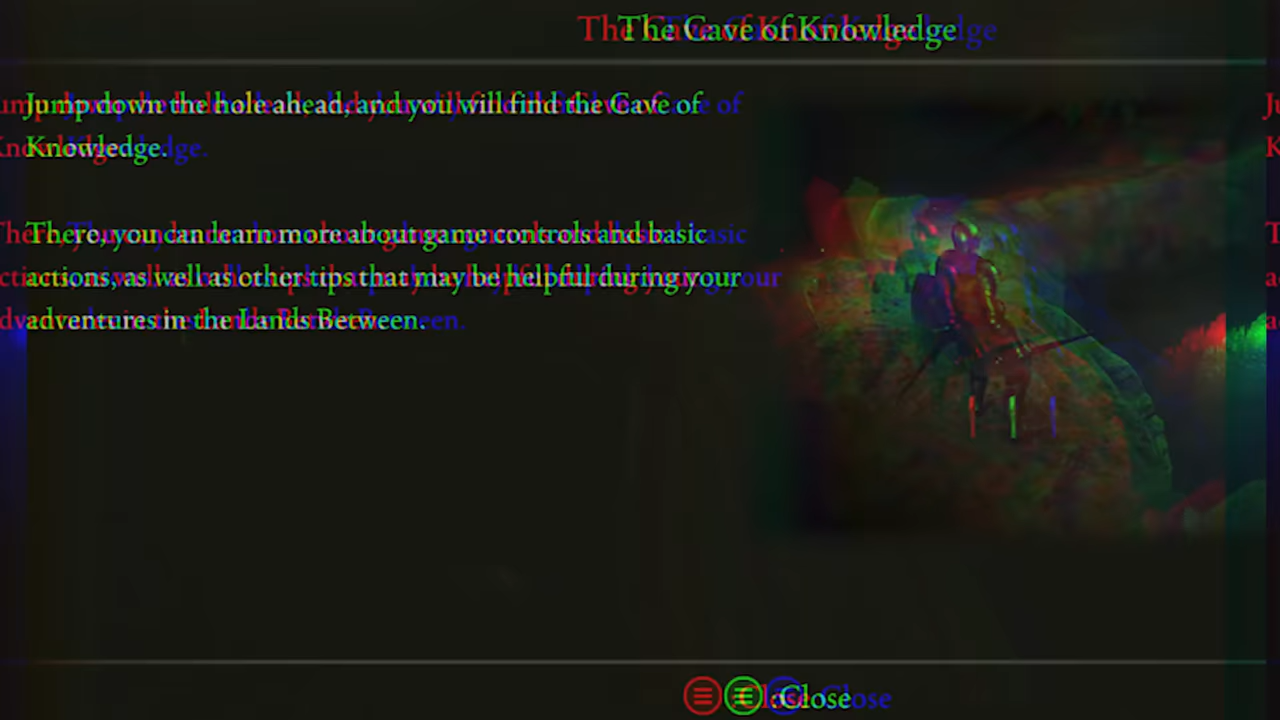 The Cave of Knowledge
Jump down the hole ahead, and you will find the Cave of
Knowledge.
There, you can learn more about game controls and basic
actions, as well as other tips that may be helpful during your
adventures in the Lands Between.
:Close